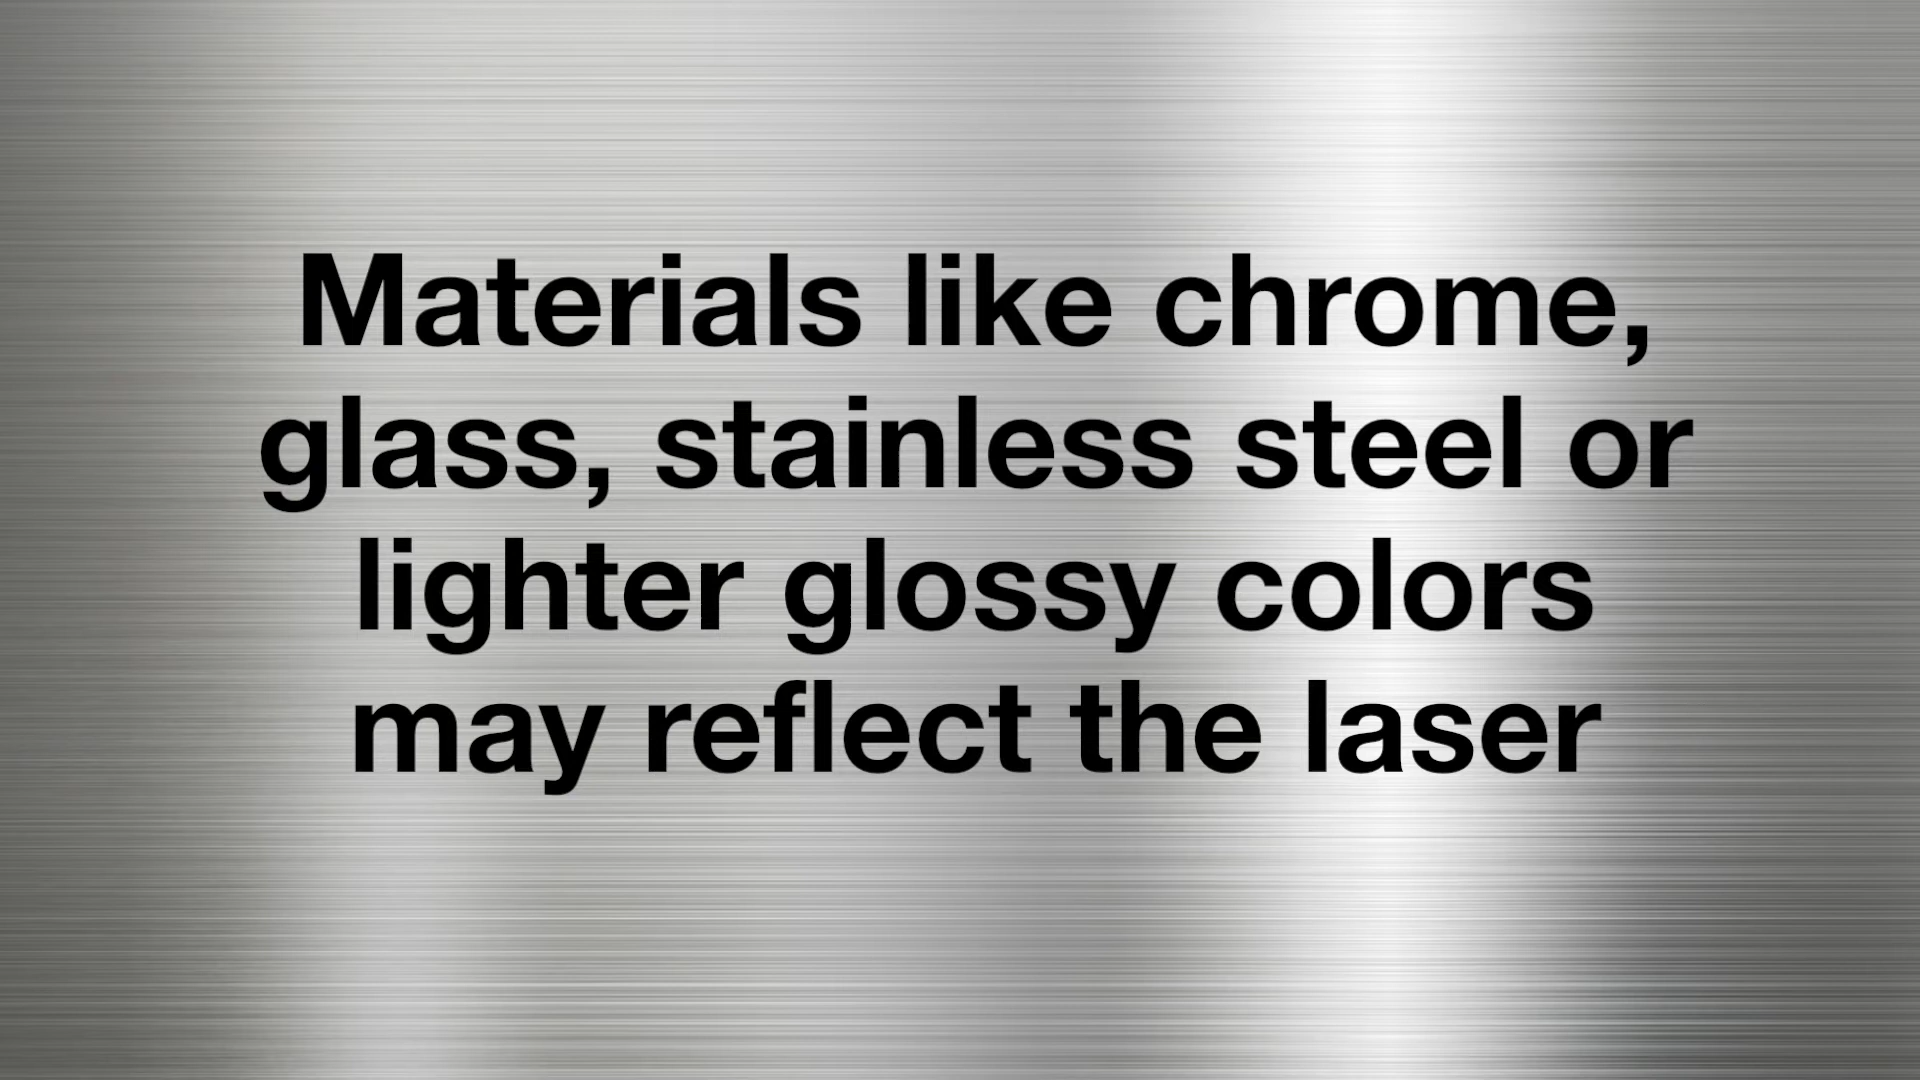 Materials like chrome,
glass, stainless steel or
lighter glossy colors
may reflect the laser